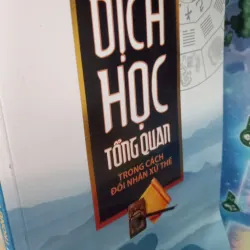 DỊCH
HỌC
TỔNG QUAN
TRONG CÁCH
ĐỐI NHÂN XỬ THẾ